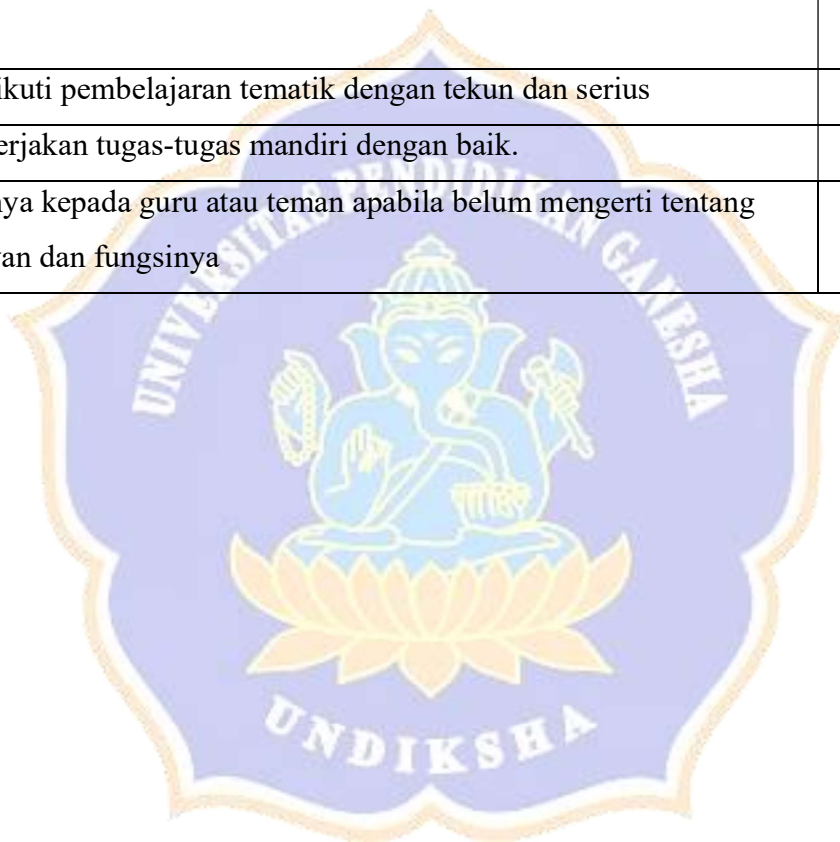 ikuti pembelajaran tematik dengan tekun dan serius
erjakan tugas-tugas mandiri dengan baik.
nya kepada guru atau teman apabila belum mengerti tentang
an dan fungsinya
UNIVERSITAS PENDIDIKAN GANESHA
UNDIKSHA